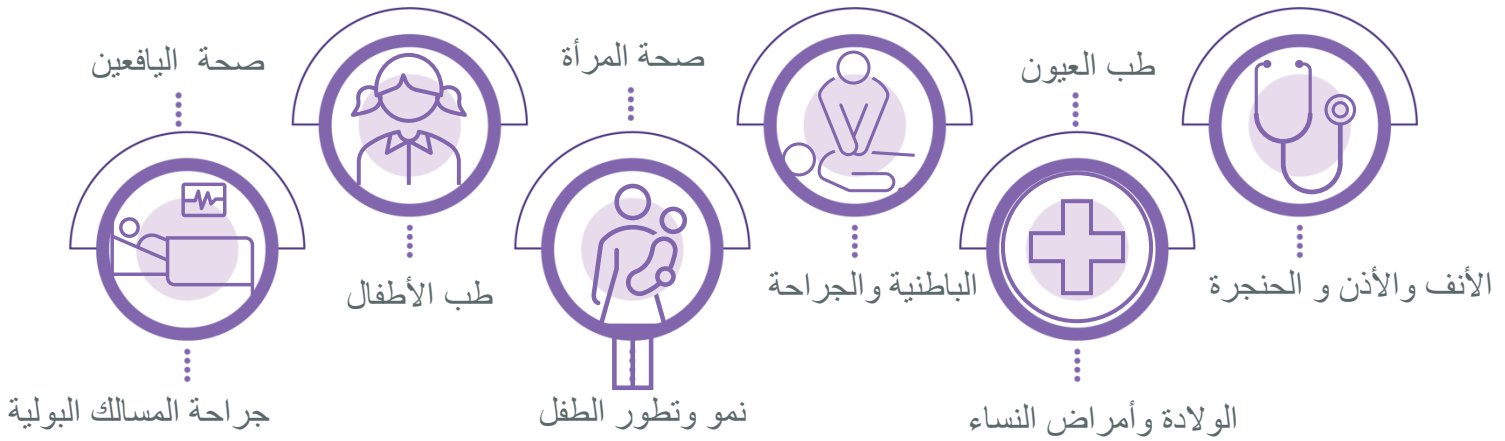 طب العيون
صحة المرأة
صحة اليافعين
الأنف والأذن و الحنجرة
الباطنية والجراحة
طب الأطفال
الولادة وأمراض النساء
نمو وتطور الطفل
جراحة المسالك البولية